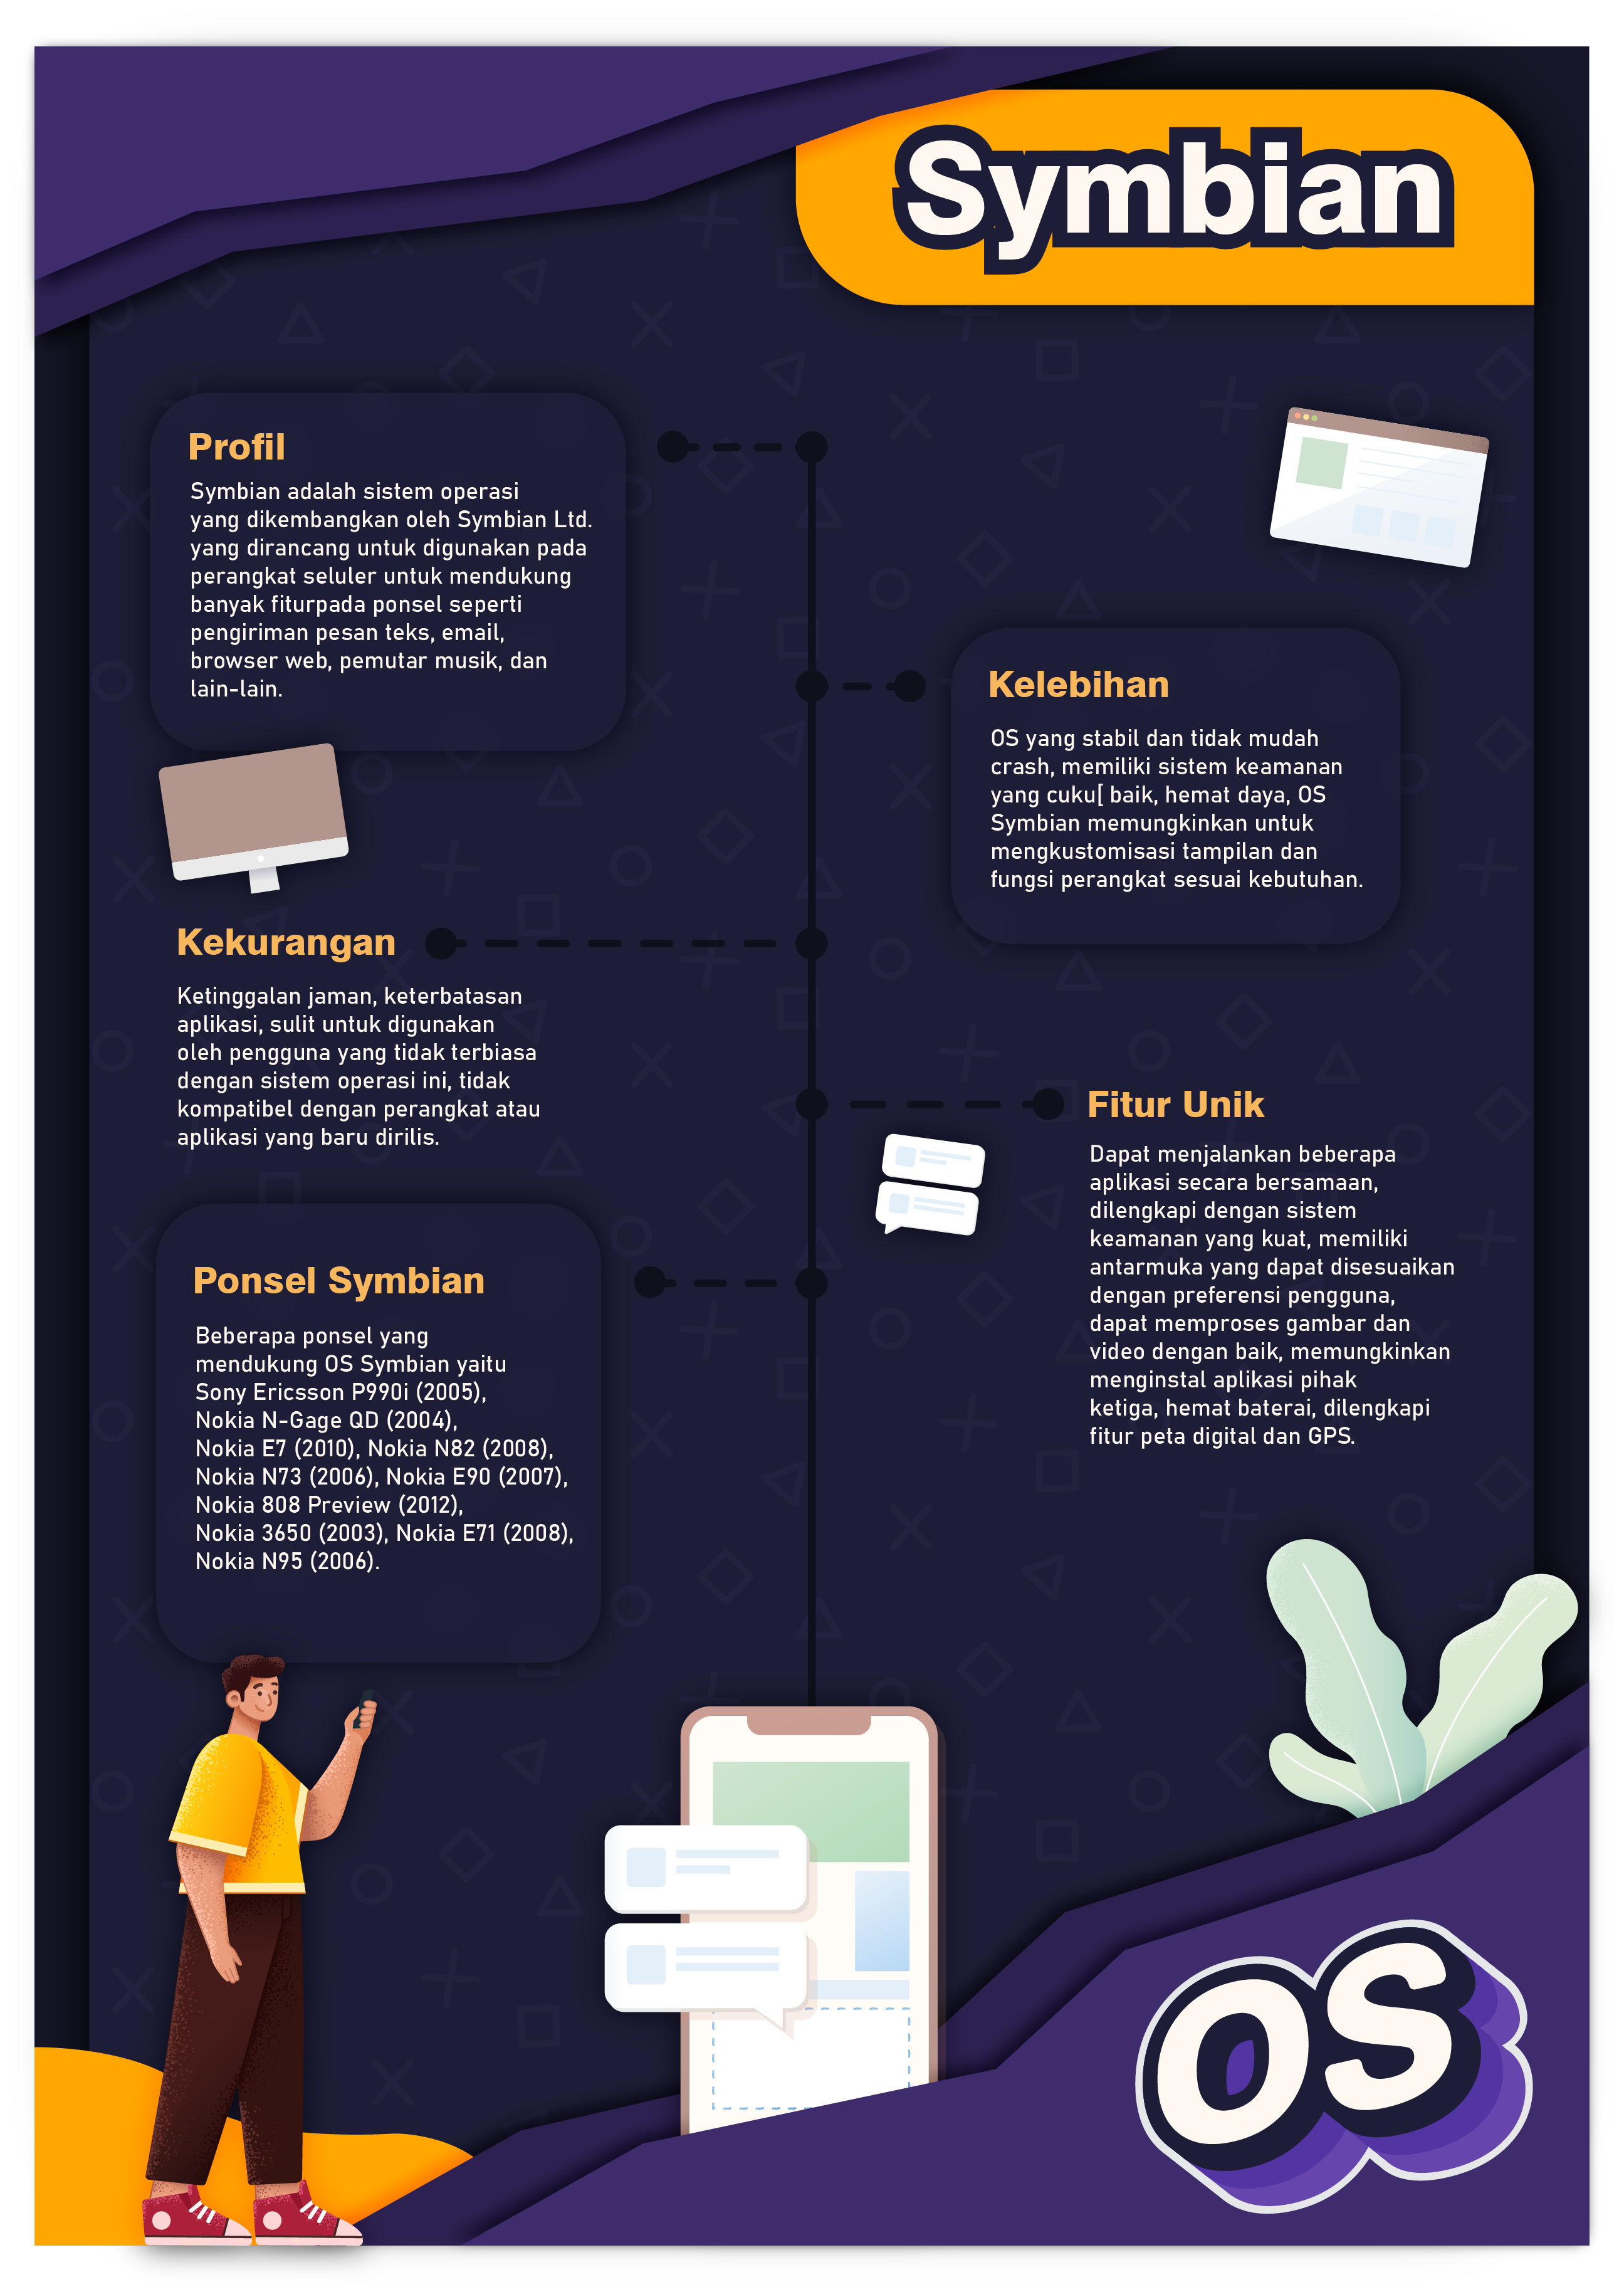 Symbian
Profil
Symbian adalah sistem operasi
yang dikembangkan oleh Symbian Ltd.
yang dirancang untuk digunakan pada
perangkat seluler untuk mendukung
banyak fiturpada ponsel seperti
pengiriman pesan teks, email,
browser web, pemutar musik, dan
lain-lain.
Kelebihan
OS yang stabil dan tidak mudah
crash, memiliki sistem keamanan
yang cuku[ baik, hemat daya, OS
Symbian memungkinkan untuk
mengkustomisasi tampilan dan
fungsi perangkat sesuai kebutuhan.
Kekurangan
Ketinggalan jaman, keterbatasan
aplikasi, sulit untuk digunakan
oleh pengguna yang tidak terbiasa
dengan sistem operasi ini, tidak
kompatibel dengan perangkat atau
aplikasi yang baru dirilis.
Fitur Unik
Dapat menjalankan beberapa
aplikasi secara bersamaan,
dilengkapi dengan sistem
keamanan yang kuat, memiliki
antarmuka yang dapat disesuaikan
dengan preferensi pengguna,
dapat memproses gambar dan
video dengan baik, memungkinkan
menginstal aplikasi pihak
ketiga, hemat baterai, dilengkapi
fitur peta digital dan GPS.
Ponsel Symbian
Beberapa ponsel yang
mendukung OS Symbian yaitu
Sony Ericsson P990i (2005),
Nokia N-Gage QD (2004),
Nokia E7 (2010), Nokia N82 (2008),
Nokia N73 (2006), Nokia E90 (2007),
Nokia 808 Preview (2012),
Nokia 3650 (2003), Nokia E71 (2008),
Nokia N95 (2006).
OS